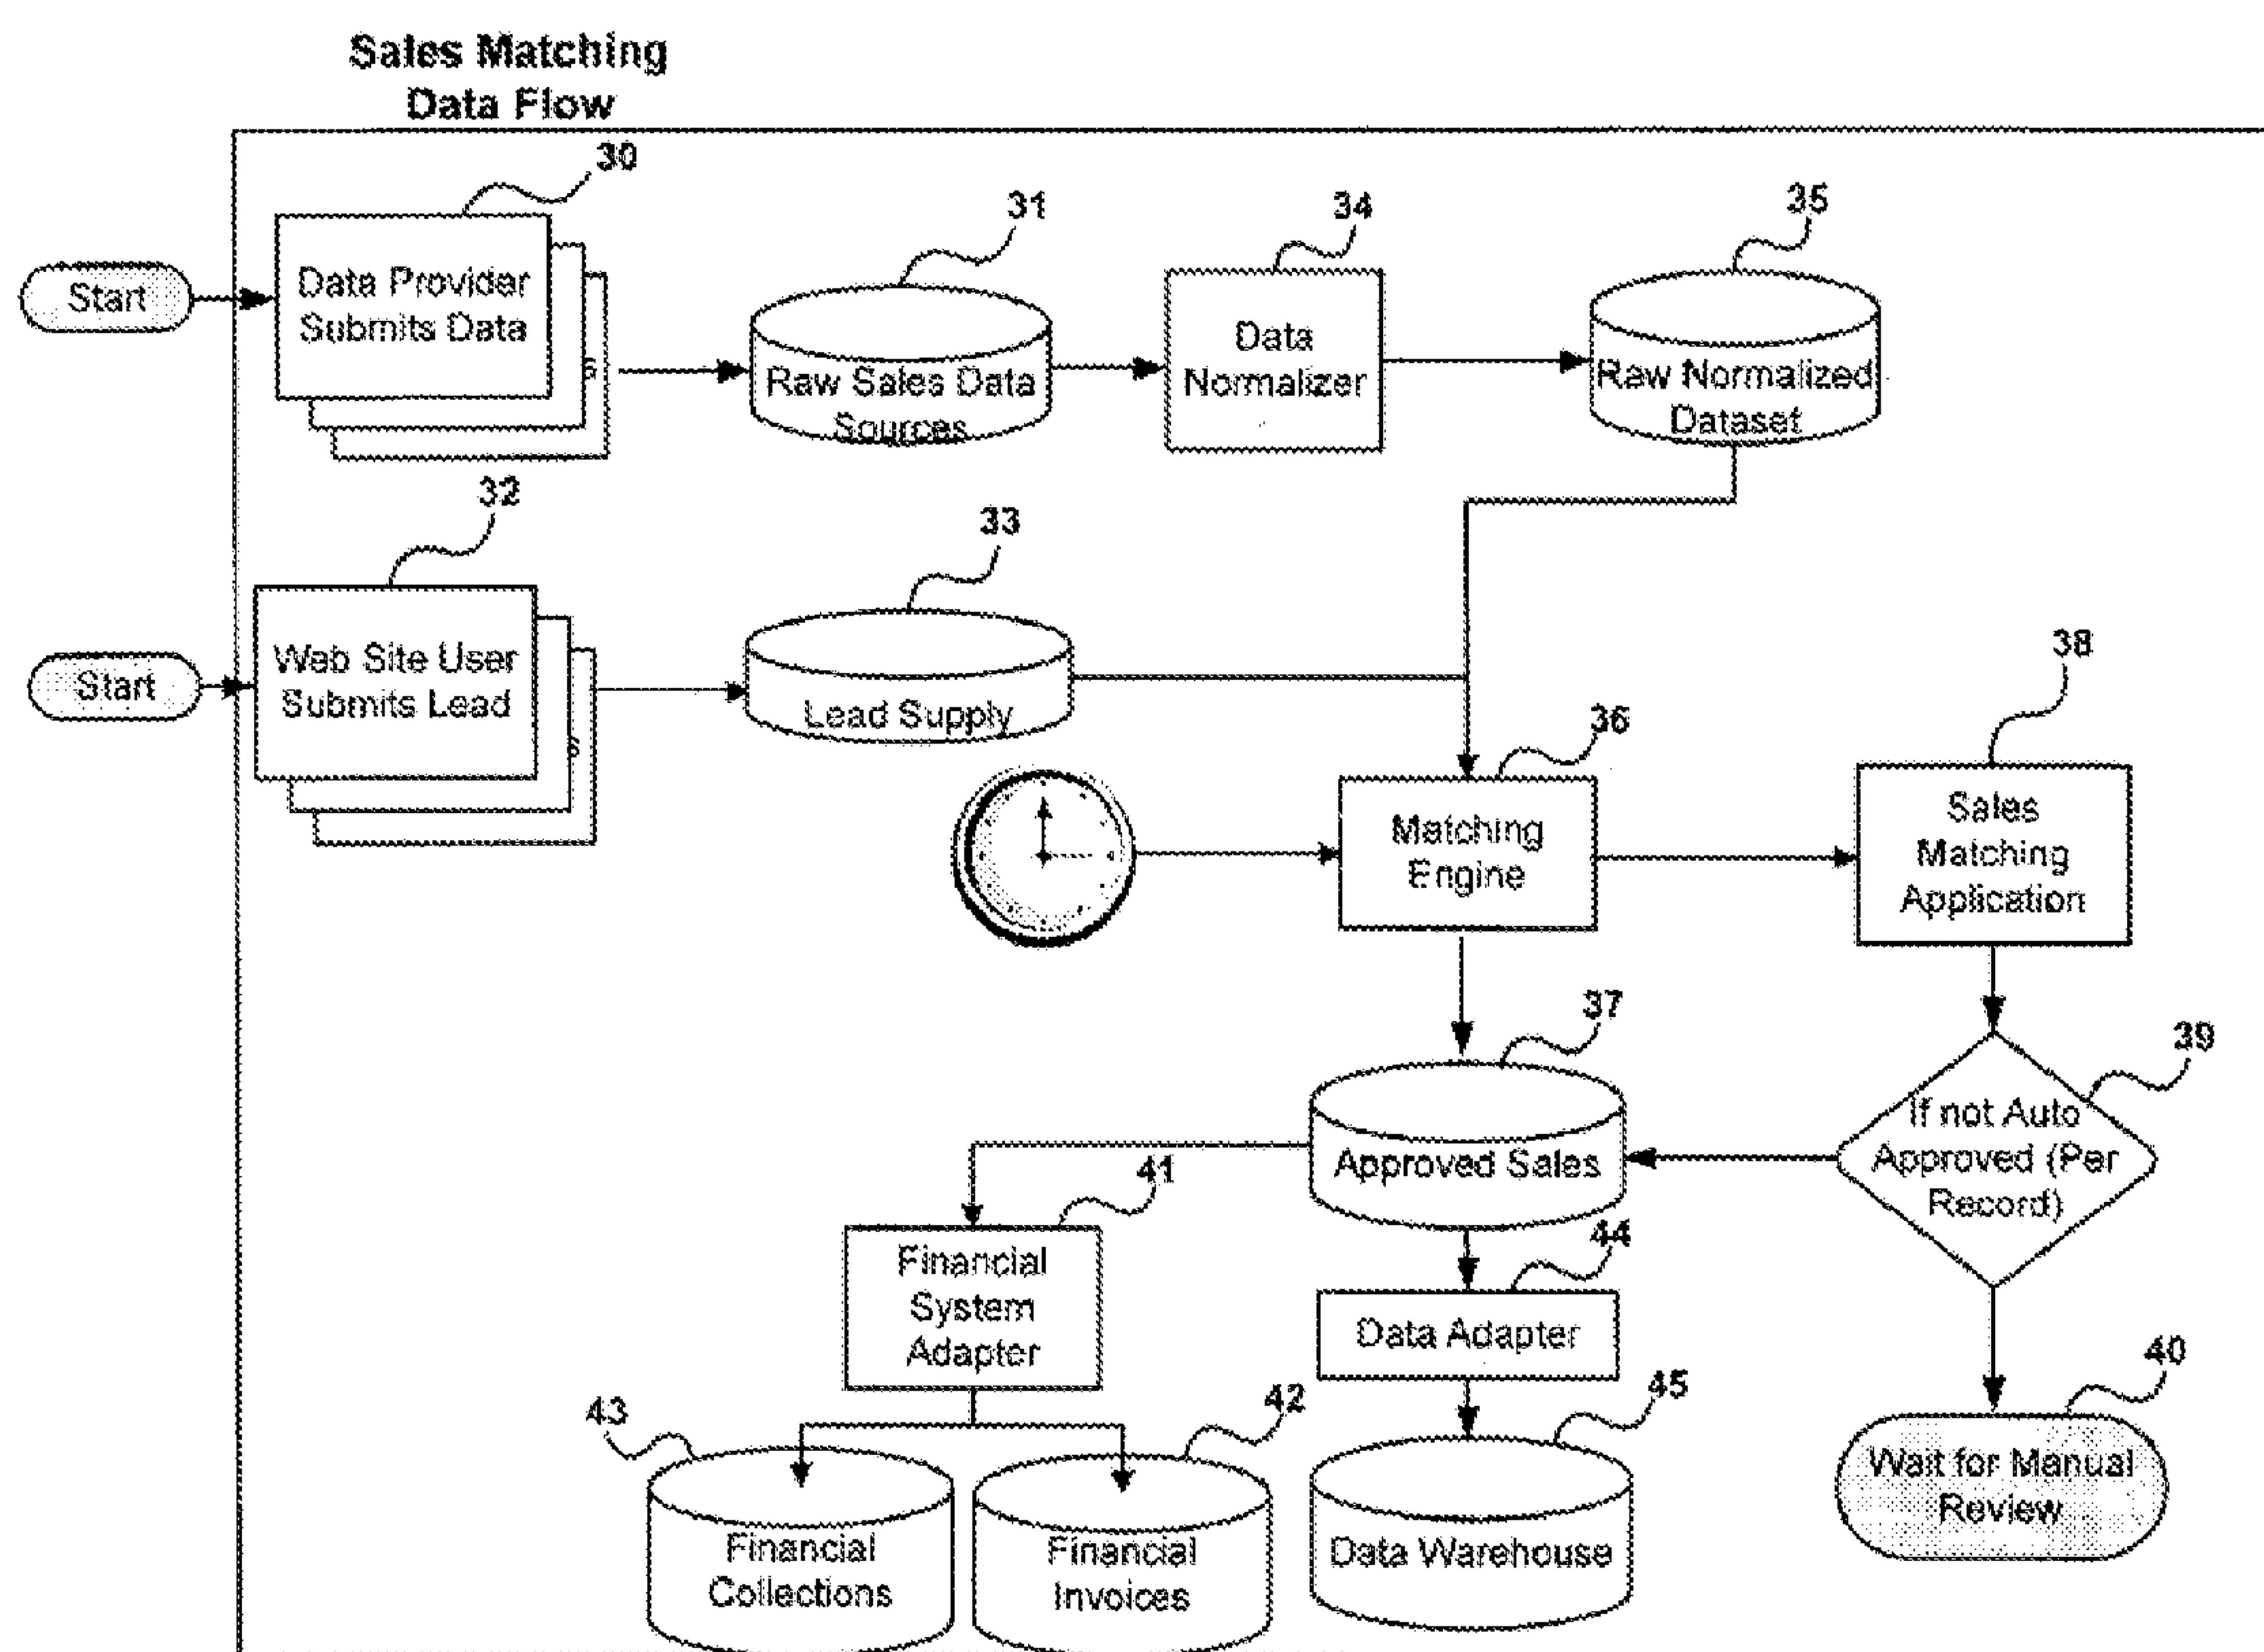 Sales Matching
Data Flow
30
31
34
35
Start
Data Provider
Submits Data
s
Raw Sales Data
Sources
Data
Normalizer
Raw Normalized
Dataset
32
33
Start
Web Site User
Submits Lead
s
Lead Supply
36
38
Matching
Engine
Sales
Matching
Application
37
39
Approved Sales
If not Auto
Approved (Per
Record)
41
44
Financial
System
Adapter
Data Adapter
40
43
42
45
Wait for Manual
Review
Financial
Collections
Financial
Invoices
Data Warehouse